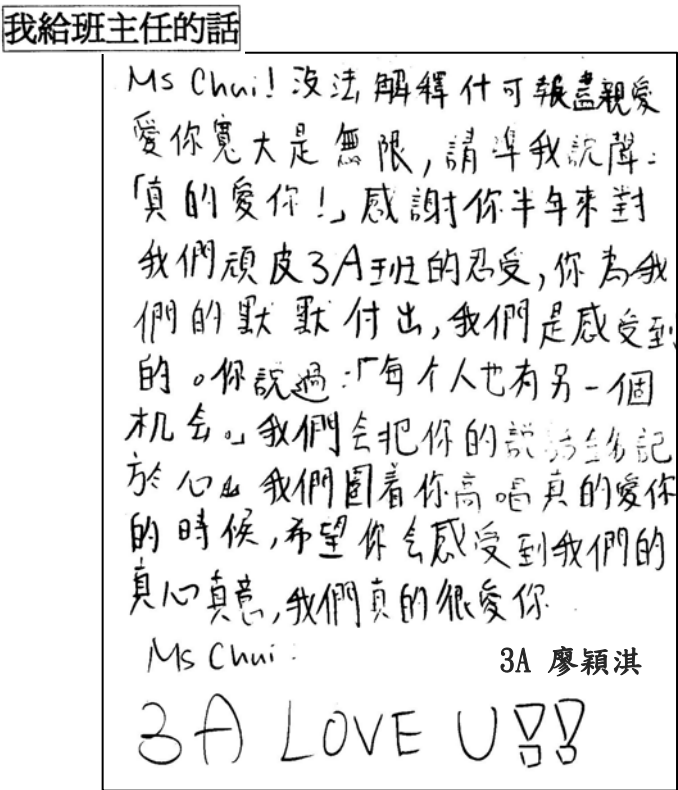 我給班主任的話
Ms Chui! 沒法解釋什可報盡親愛
愛你寬大是無限,請準我說聲:
「真的愛你!」感謝你半年來對
我們頑皮3A班的忍受,你為我
們的默默付出,我們是感受到
的。你說過:「每个人也有另一個
机会。」我們会把你的說話銘記
於心。我們圍着你高唱真的愛你
的時候,希望你会感受到我們的
真心真意,我們真的很愛你
Ms Chui:
3A 廖穎淇
3A LOVE U!!